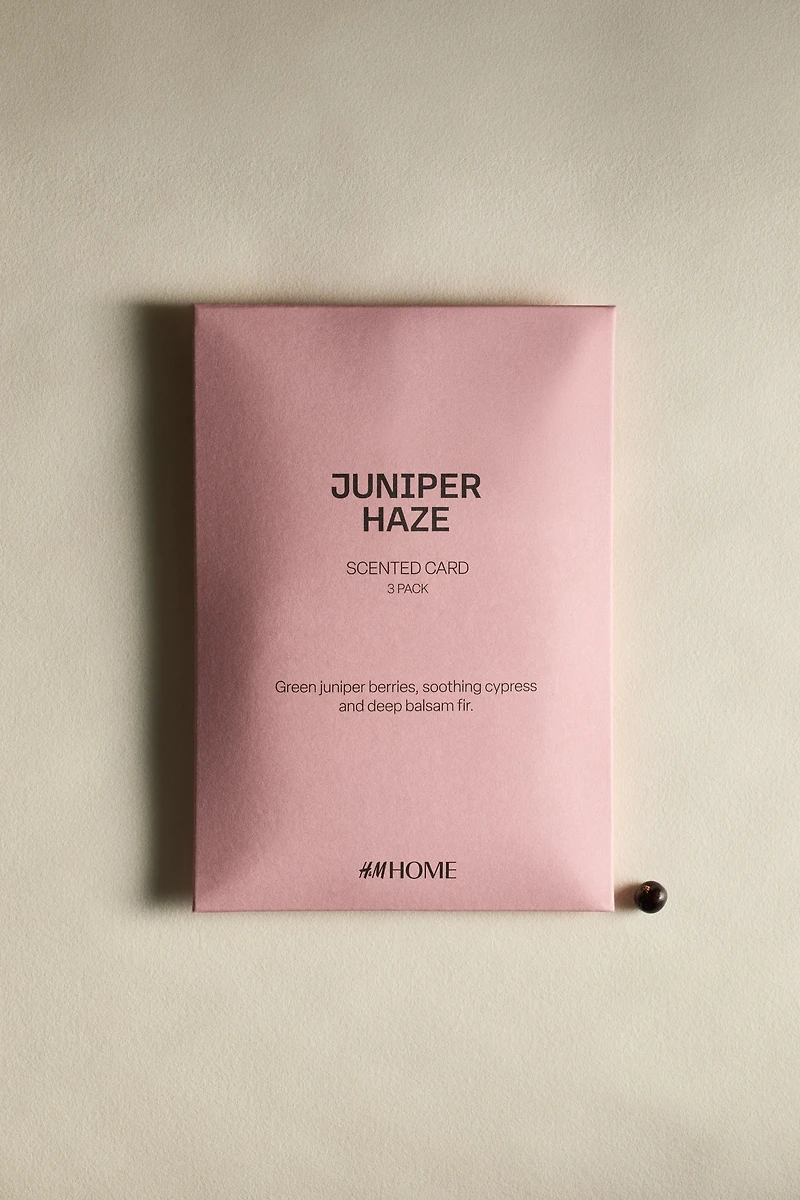 JUNIPER
HAZE
SCENTED CARD
3 PACK
Green juniper berries, soothing cypress
and deep balsam fir.
H&M HOME